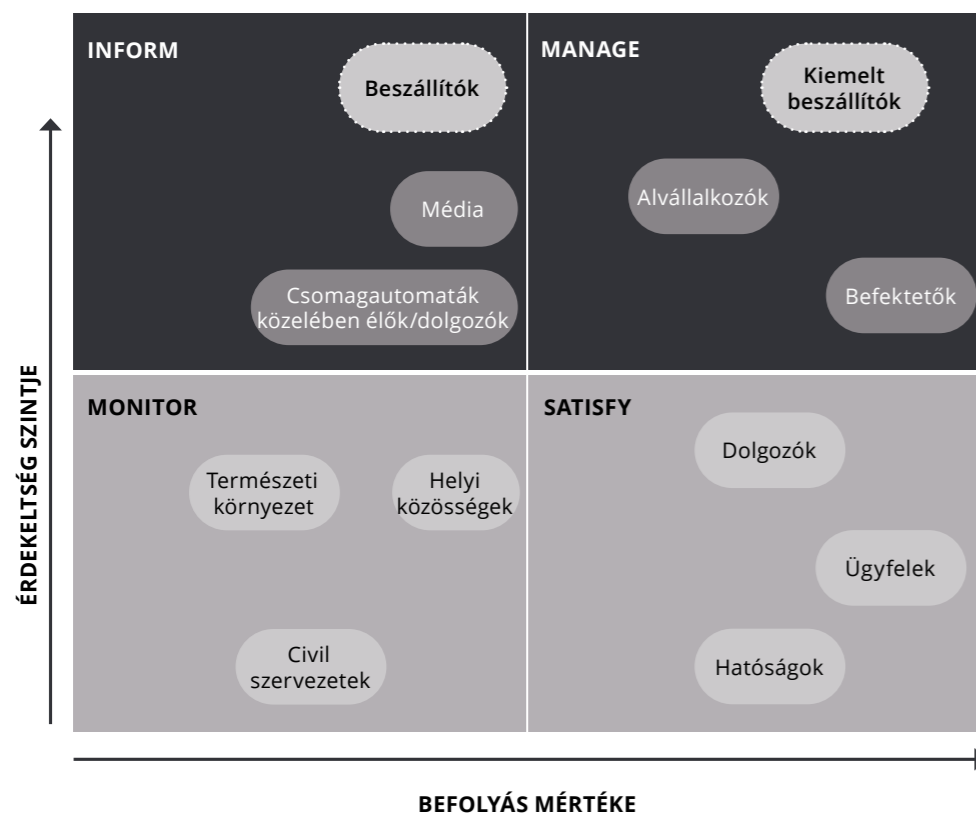 INFORM
Beszállítók
Média
Csomagautomaták
közelében élők/dolgozók
MANAGE
Kiemelt
beszállítók
Alvállalkozók
Befektetők
MONITOR
Természeti
környezet
Helyi
közösségek
Civil
szervezetek
SATISFY
Dolgozók
Ügyfelek
Hatóságok
ÉRDEKELTSÉG SZINTJE
BEFOLYÁS MÉRTÉKE